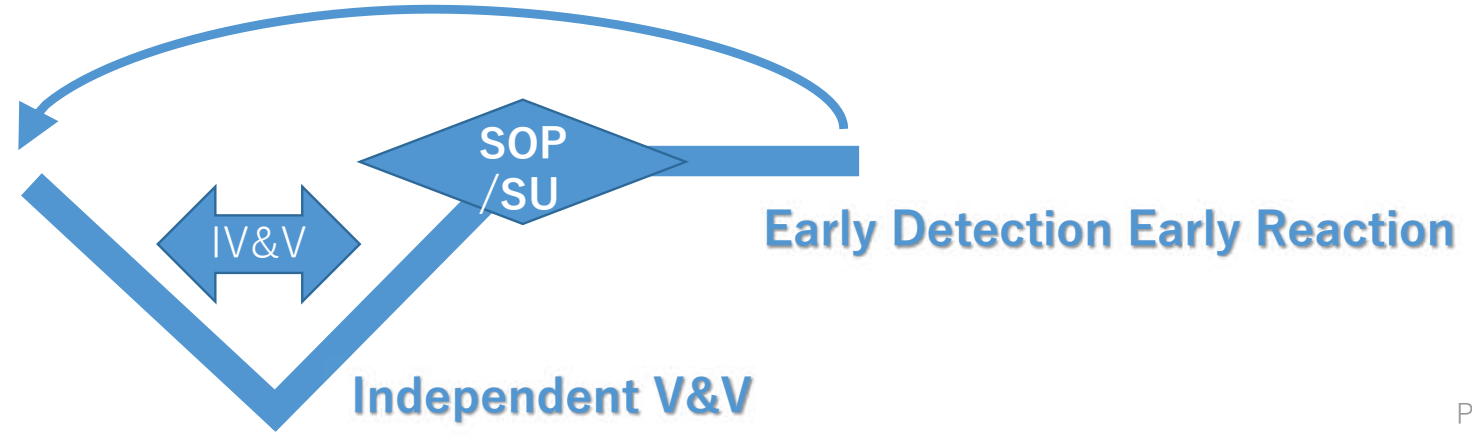 SOP
/SU
IV&V
Early Detection Early Reaction
Independent V&V
P